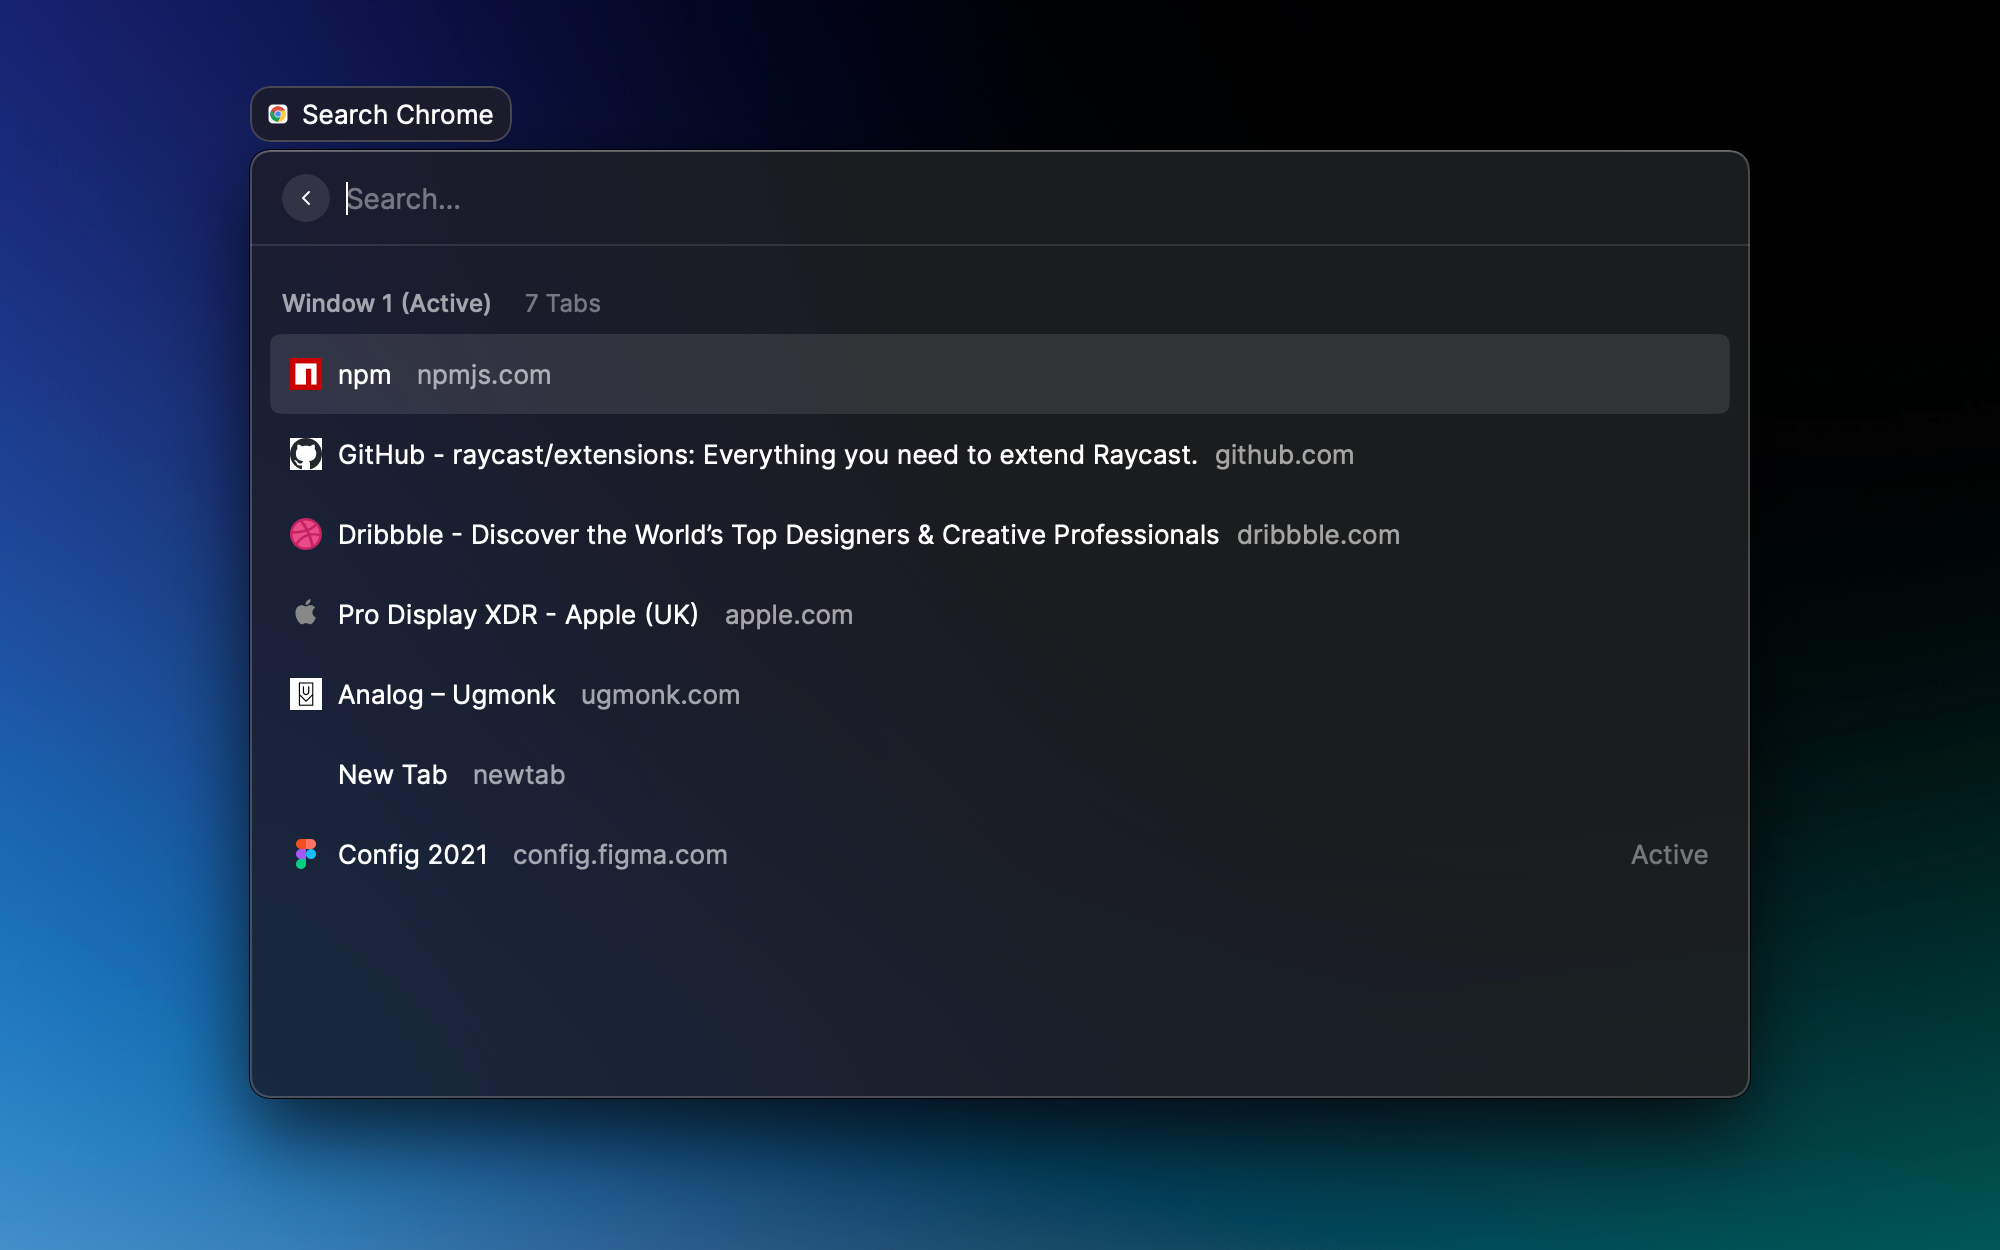 Search Chrome
Search...
Window 1 (Active) 7 Tabs
npm npmjs.com
GitHub - raycast/extensions: Everything you need to extend Raycast. github.com
Dribbble - Discover the World’s Top Designers & Creative Professionals dribbble.com
Pro Display XDR - Apple (UK) apple.com
Analog – Ugmonk ugmonk.com
New Tab newtab
Config 2021 config.figma.com Active